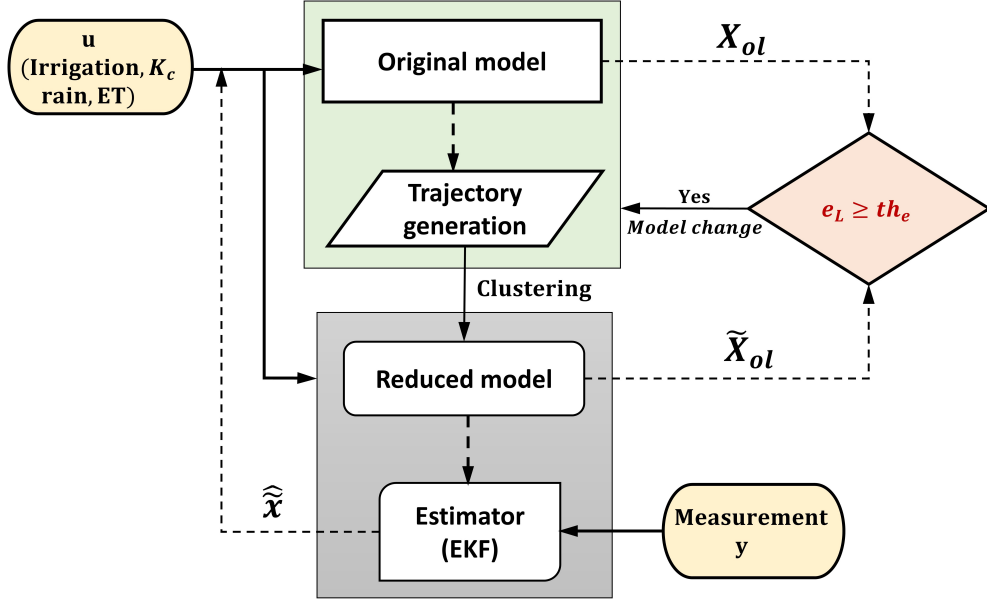 u
(Irrigation, K_c
rain, ET)
Original model
X_ol
Trajectory
generation
Yes
Model change
e_L ≥ th_e
Clustering
Reduced model
X̃_ol
x̃̂
Estimator
(EKF)
Measurement
y